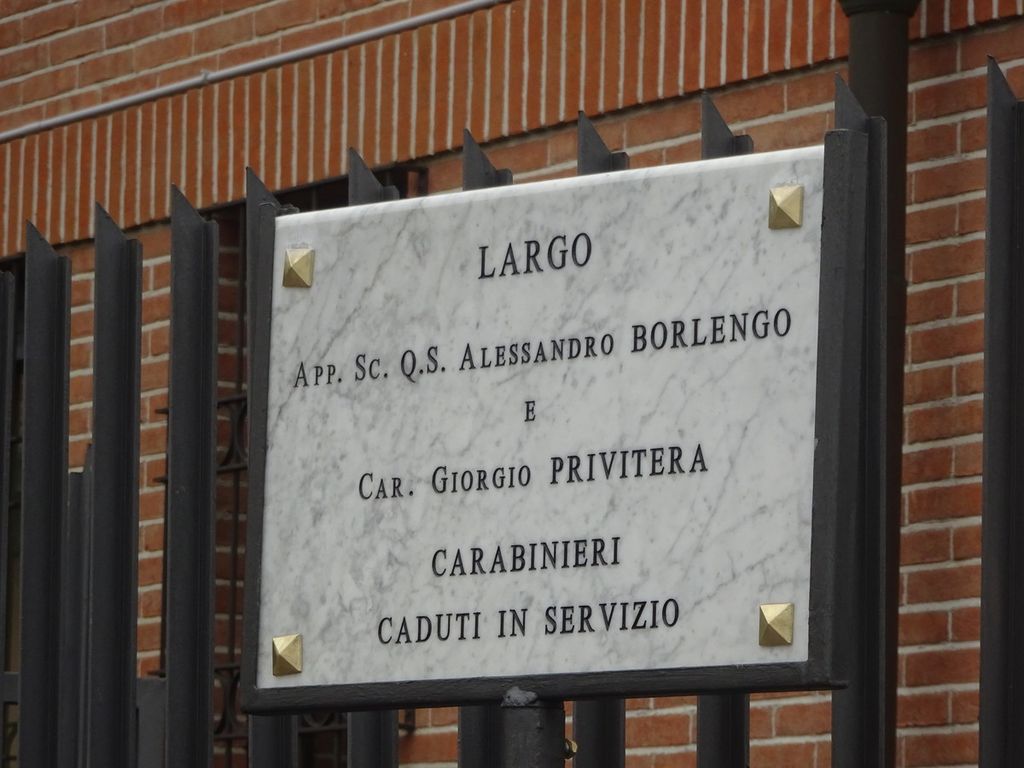 LARGO
App. Sc. Q.S. Alessandro BORLENGO
E
Car. Giorgio PRIVITERA
CARABINIERI
CADUTI IN SERVIZIO